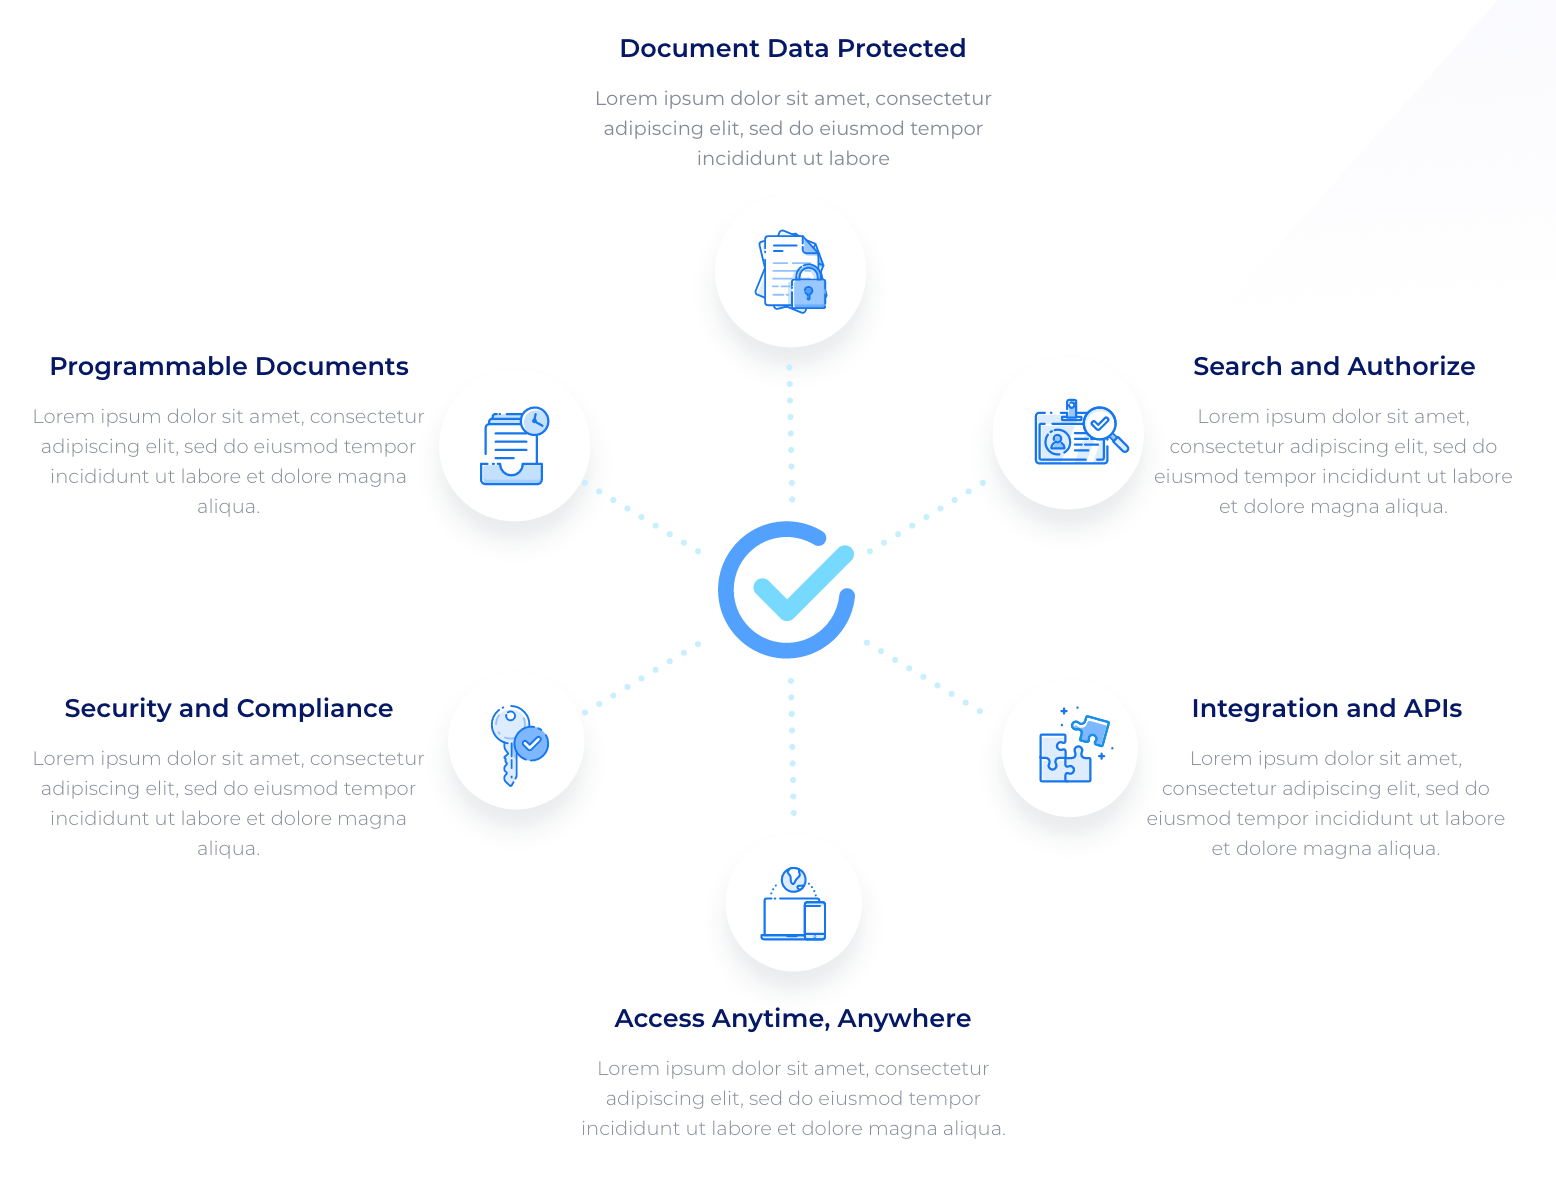 Document Data Protected
Lorem ipsum dolor sit amet, consectetur
adipiscing elit, sed do eiusmod tempor
incididunt ut labore
Programmable Documents
Lorem ipsum dolor sit amet, consectetur
adipiscing elit, sed do eiusmod tempor
incididunt ut labore et dolore magna
aliqua.
Search and Authorize
Lorem ipsum dolor sit amet,
consectetur adipiscing elit, sed do
eiusmod tempor incididunt ut labore
et dolore magna aliqua.
Security and Compliance
Lorem ipsum dolor sit amet, consectetur
adipiscing elit, sed do eiusmod tempor
incididunt ut labore et dolore magna
aliqua.
Integration and APIs
Lorem ipsum dolor sit amet,
consectetur adipiscing elit, sed do
eiusmod tempor incididunt ut labore
et dolore magna aliqua.
Access Anytime, Anywhere
Lorem ipsum dolor sit amet, consectetur
adipiscing elit, sed do eiusmod tempor
incididunt ut labore et dolore magna aliqua.